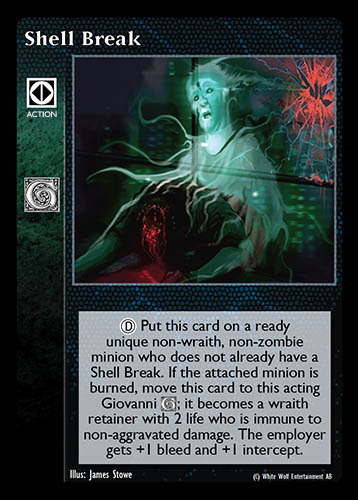 Shell Break
ACTION
D Put this card on a ready
unique non-wraith, non-zombie
minion who does not already have a
Shell Break. If the attached minion is
burned, move this card to this acting
Giovanni G; it becomes a wraith
retainer with 2 life who is immune to
non-aggravated damage. The employer
gets +1 bleed and +1 intercept.
Illus: James Stowe
(C) White Wolf Entertainment AB